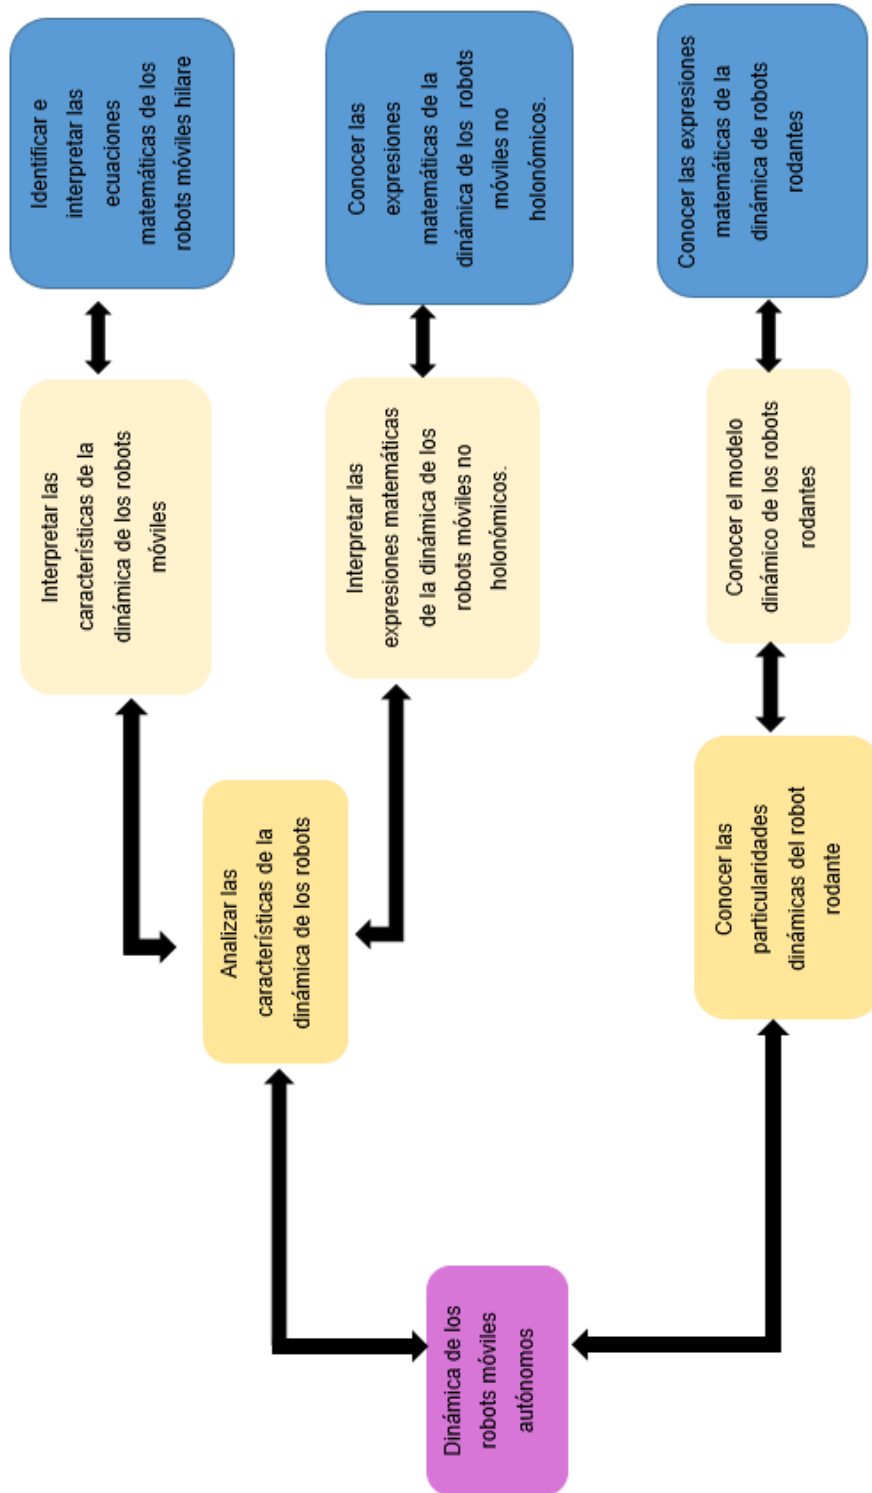 Dinámica de los
robots móviles
autónomos
Analizar las
características de la
dinámica de los robots
Conocer las
particularidades
dinámicas del robot
rodante
Interpretar las
características de la
dinámica de los robots
móviles
Interpretar las
expresiones matemáticas
de la dinámica de los
robots móviles no
holonómicos.
Conocer el modelo
dinámico de los robots
rodantes
Identificar e
interpretar las
ecuaciones
matemáticas de los
robots móviles hilare
Conocer las
expresiones
matemáticas de la
dinámica de los robots
móviles no
holonómicos.
Conocer las expresiones
matemáticas de la
dinámica de robots
rodantes